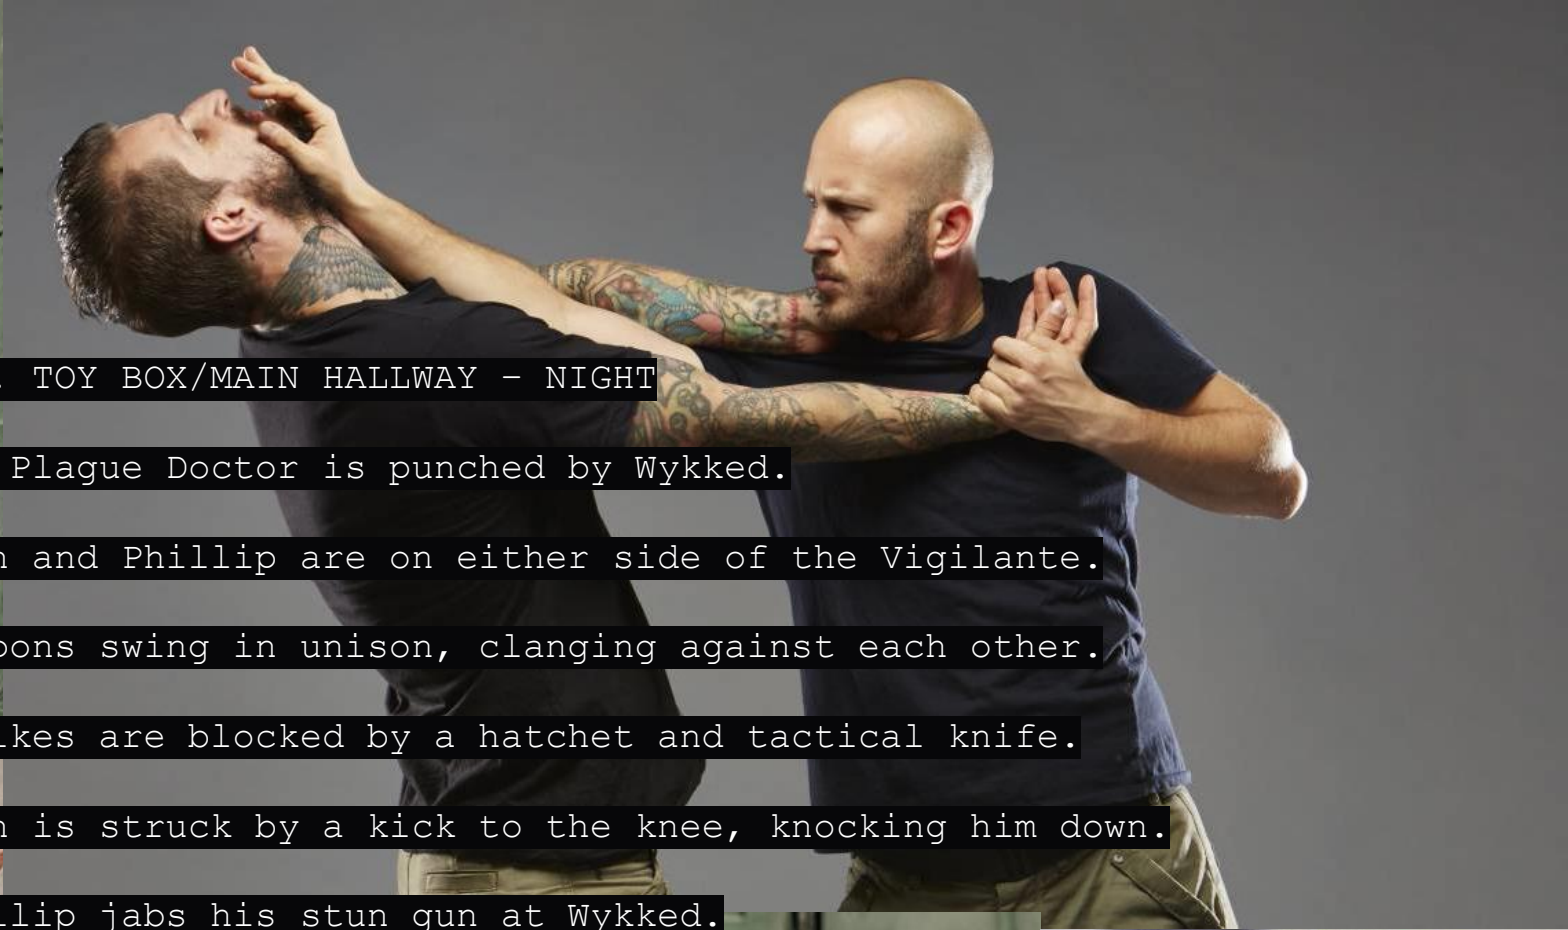 TOY BOX/MAIN HALLWAY – NIGHT
Plague Doctor is punched by Wykked.
and Phillip are on either side of the Vigilante.
swing in unison, clanging against each other.
are blocked by a hatchet and tactical knife.
is struck by a kick to the knee, knocking him down.
jabs his stun gun at Wykked.